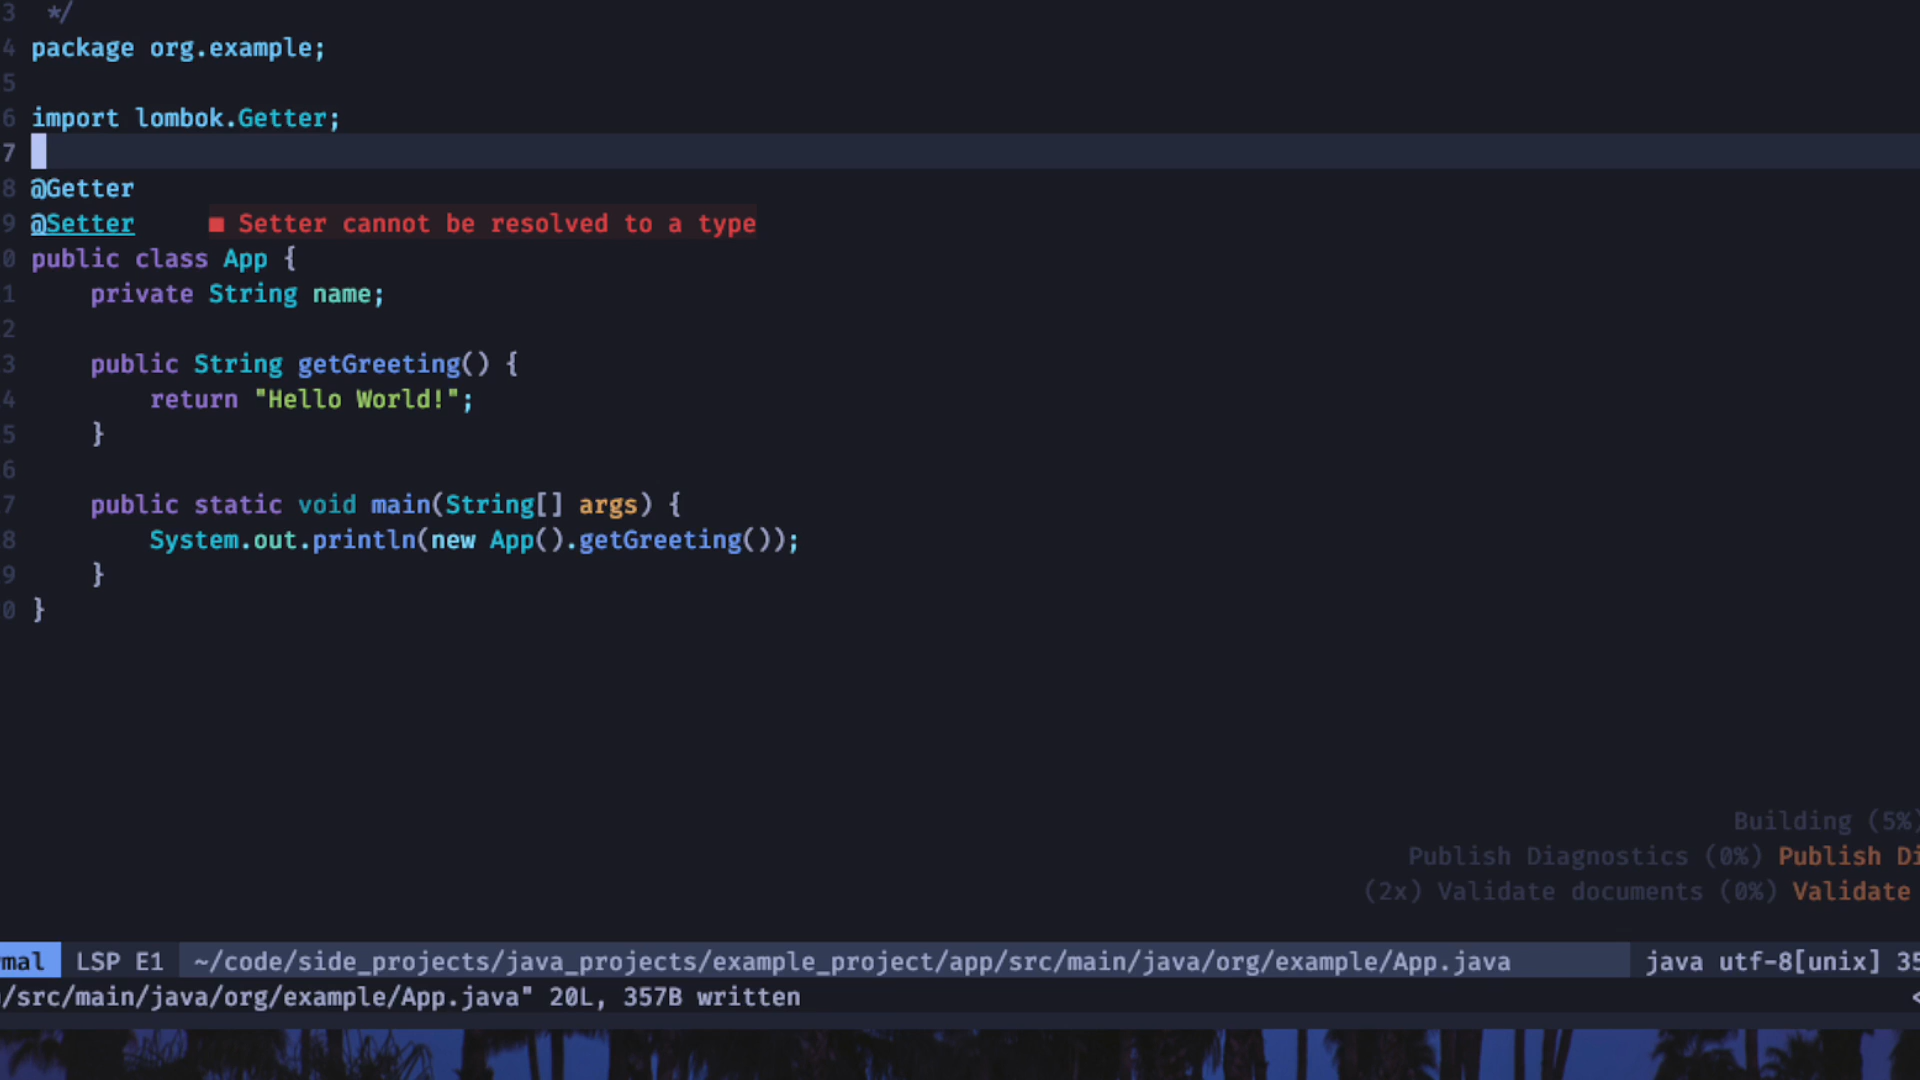 3  */
4 package org.example;
5
6 import lombok.Getter;
7
8 @Getter
9 @Setter     ■ Setter cannot be resolved to a type
0 public class App {
1     private String name;
2
3     public String getGreeting() {
4         return "Hello World!";
5     }
6
7     public static void main(String[] args) {
8         System.out.println(new App().getGreeting());
9     }
0 }
Building (5%)
Publish Diagnostics (0%) Publish Di
(2x) Validate documents (0%) Validate
mal LSP E1 ~/code/side_projects/java_projects/example_project/app/src/main/java/org/example/App.java java utf-8[unix] 35
/src/main/java/org/example/App.java" 20L, 357B written <